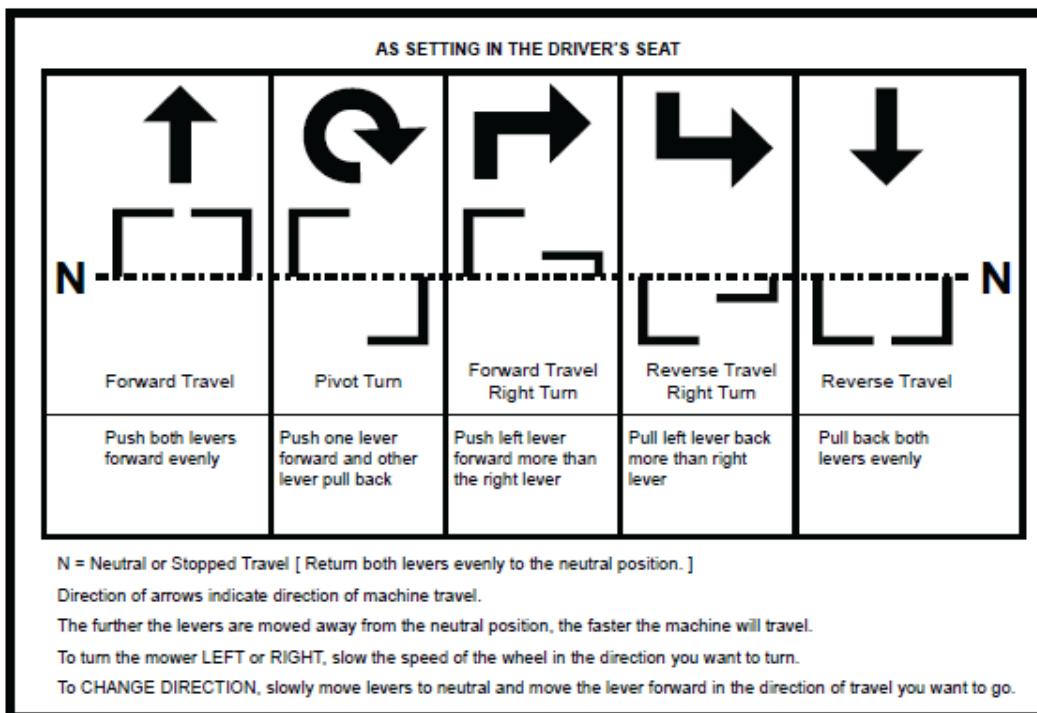 AS SETTING IN THE DRIVER'S SEAT
N
N
Forward Travel
Pivot Turn
Forward Travel
Right Turn
Reverse Travel
Right Turn
Reverse Travel
Push both levers
forward evenly
Push one lever
forward and other
lever pull back
Push left lever
forward more than
the right lever
Pull left lever back
more than right
lever
Pull back both
levers evenly
N = Neutral or Stopped Travel [ Return both levers evenly to the neutral position. ]
Direction of arrows indicate direction of machine travel.
The further the levers are moved away from the neutral position, the faster the machine will travel.
To turn the mower LEFT or RIGHT, slow the speed of the wheel in the direction you want to turn.
To CHANGE DIRECTION, slowly move levers to neutral and move the lever forward in the direction of travel you want to go.